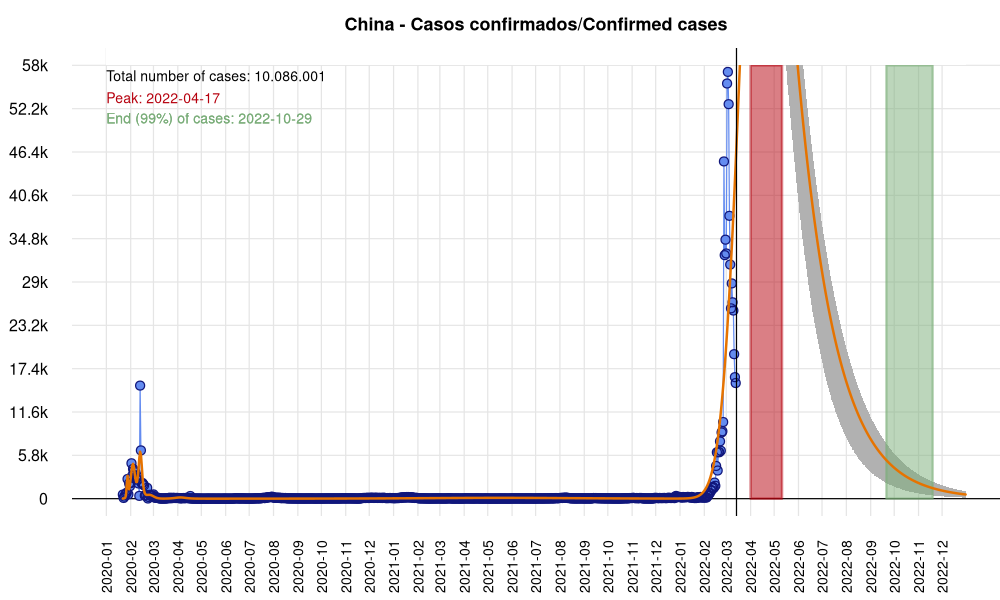 China - Casos confirmados/Confirmed cases
Total number of cases: 10.086.001
Peak: 2022-04-17
End (99%) of cases: 2022-10-29
58k
52.2k
46.4k
40.6k
34.8k
29k
23.2k
17.4k
11.6k
5.8k
0
2020-01
2020-02
2020-03
2020-04
2020-05
2020-06
2020-07
2020-08
2020-09
2020-10
2020-11
2020-12
2021-01
2021-02
2021-03
2021-04
2021-05
2021-06
2021-07
2021-08
2021-09
2021-10
2021-11
2021-12
2022-01
2022-02
2022-03
2022-04
2022-05
2022-06
2022-07
2022-08
2022-09
2022-10
2022-11
2022-12